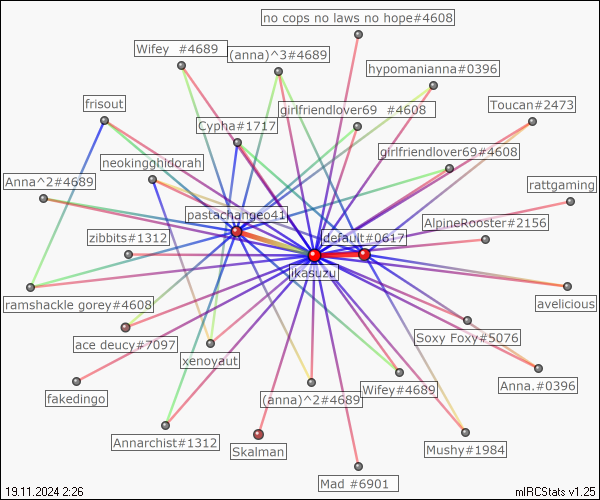 no cops no laws no hope#4608
Wifey  #4689
(anna)^3#4689
hypomanianna#0396
frisout
girlfriendlover69  #4608
Toucan#2473
Cypha#1717
neokingghidorah
girlfriendlover69#4608
Anna^2#4689
rattgaming
pastachangeo41
AlpineRooster#2156
zibbits#1312
default#0617
jikasuzu
ramshackle gorey#4608
avelicious
ace deucy#7097
Soxy Foxy#5076
xenoyaut
fakedingo
(anna)^2#4689
Wifey#4689
Anna.#0396
Annarchist#1312
Skalman
Mushy#1984
Mad #6901
19.11.2024 2:26
mIRCStats v1.25